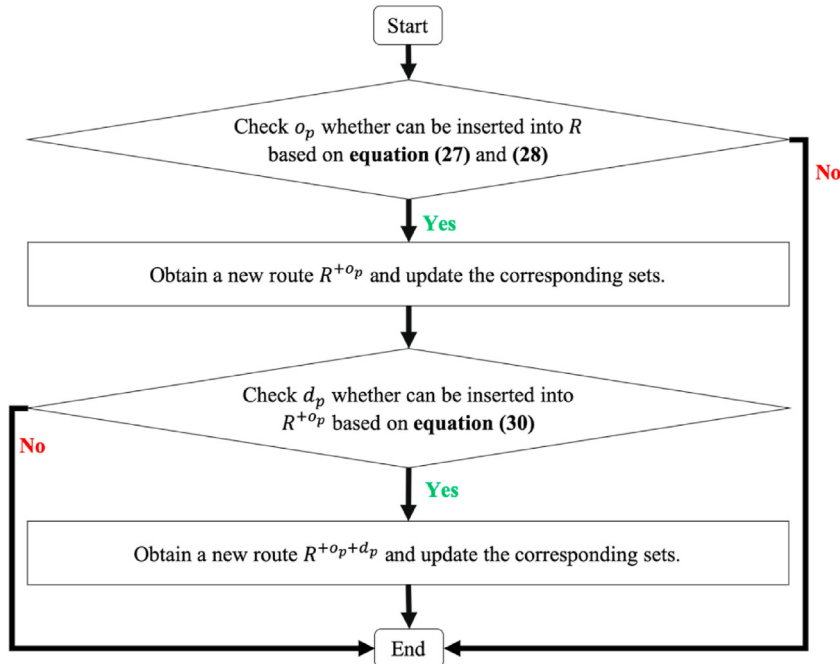 Start
Check o_p whether can be inserted into R
based on equation (27) and (28)
No
Yes
Obtain a new route R^{+o_p} and update the corresponding sets.
Check d_p whether can be inserted into
R^{+o_p} based on equation (30)
No
Yes
Obtain a new route R^{+o_p+d_p} and update the corresponding sets.
End